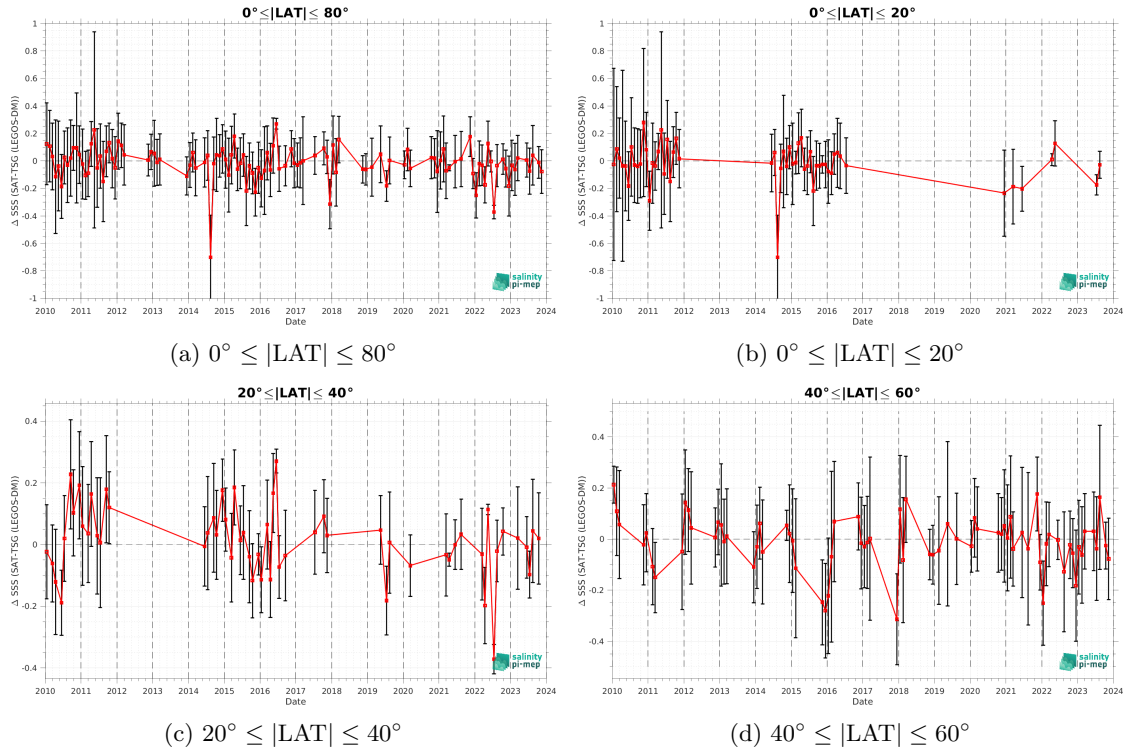 0°≤|LAT|≤ 80°
Δ SSS (SAT-TSG (LEGOS-DM))
1
0.8
0.6
0.4
0.2
0
-0.2
-0.4
-0.6
-0.8
-1
2010 2011 2012 2013 2014 2015 2016 2017 2018 2019 2020 2021 2022 2023 2024
Date
salinity
pi-mep
(a) 0° ≤ |LAT| ≤ 80°
0°≤|LAT|≤ 20°
Δ SSS (SAT-TSG (LEGOS-DM))
1
0.8
0.6
0.4
0.2
0
-0.2
-0.4
-0.6
-0.8
-1
2010 2011 2012 2013 2014 2015 2016 2017 2018 2019 2020 2021 2022 2023 2024
Date
salinity
pi-mep
(b) 0° ≤ |LAT| ≤ 20°
20°≤|LAT|≤ 40°
Δ SSS (SAT-TSG (LEGOS-DM))
0.4
0.2
0
-0.2
-0.4
2010 2011 2012 2013 2014 2015 2016 2017 2018 2019 2020 2021 2022 2023 2024
Date
salinity
pi-mep
(c) 20° ≤ |LAT| ≤ 40°
40°≤|LAT|≤ 60°
Δ SSS (SAT-TSG (LEGOS-DM))
0.4
0.2
0
-0.2
-0.4
2010 2011 2012 2013 2014 2015 2016 2017 2018 2019 2020 2021 2022 2023 2024
Date
salinity
pi-mep
(d) 40° ≤ |LAT| ≤ 60°